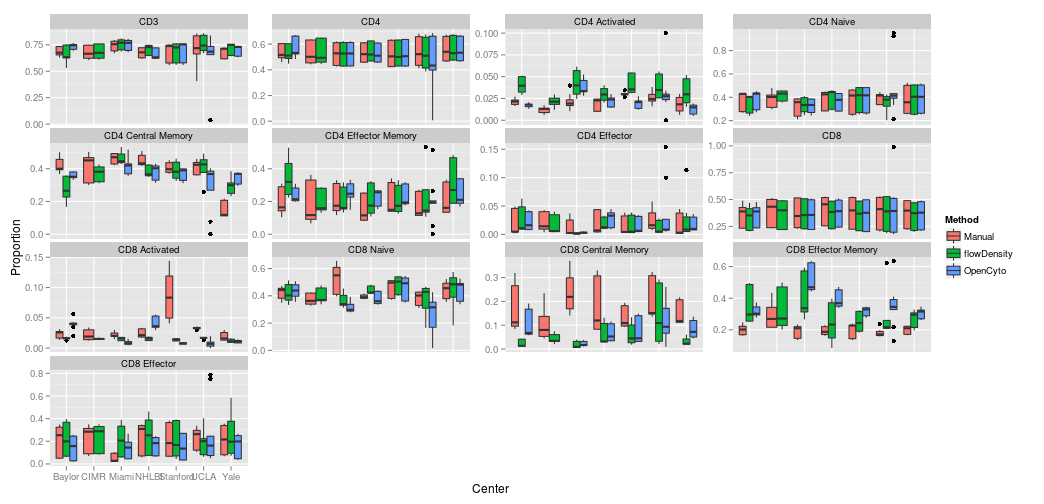 CD3
CD4
CD4 Activated
CD4 Naive
0.75
0.50
0.25
0.00
0.6
0.4
0.2
0.0
0.100
0.075
0.050
0.025
0.000
0.8
0.6
0.4
0.2
CD4 Central Memory
CD4 Effector Memory
CD4 Effector
CD8
0.4
0.2
0.0
0.4
0.2
0.0
0.15
0.10
0.05
0.00
1.00
0.75
0.50
0.25
CD8 Activated
CD8 Naive
CD8 Central Memory
CD8 Effector Memory
0.15
0.10
0.05
0.00
0.6
0.4
0.2
0.0
0.3
0.2
0.1
0.0
0.6
0.4
0.2
CD8 Effector
0.8
0.6
0.4
0.2
0.0
Baylor CIMR Miami NHLBI Stanford UCLA Yale
Center
Proportion
Method
Manual
flowDensity
OpenCyto